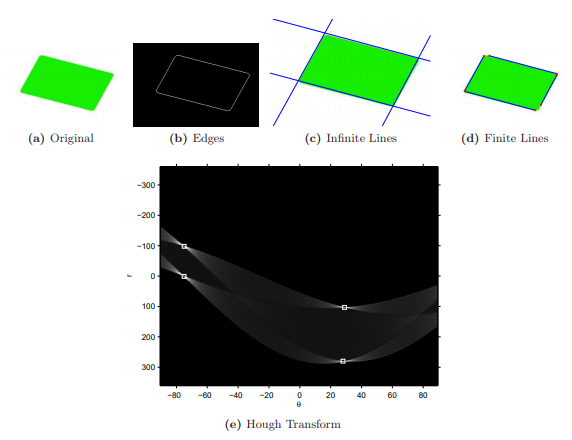 (a) Original
(b) Edges
(c) Infinite Lines
(d) Finite Lines
−300
−200
−100
0
100
200
300
r
−80
−60
−40
−20
0
20
40
60
80
θ
(e) Hough Transform